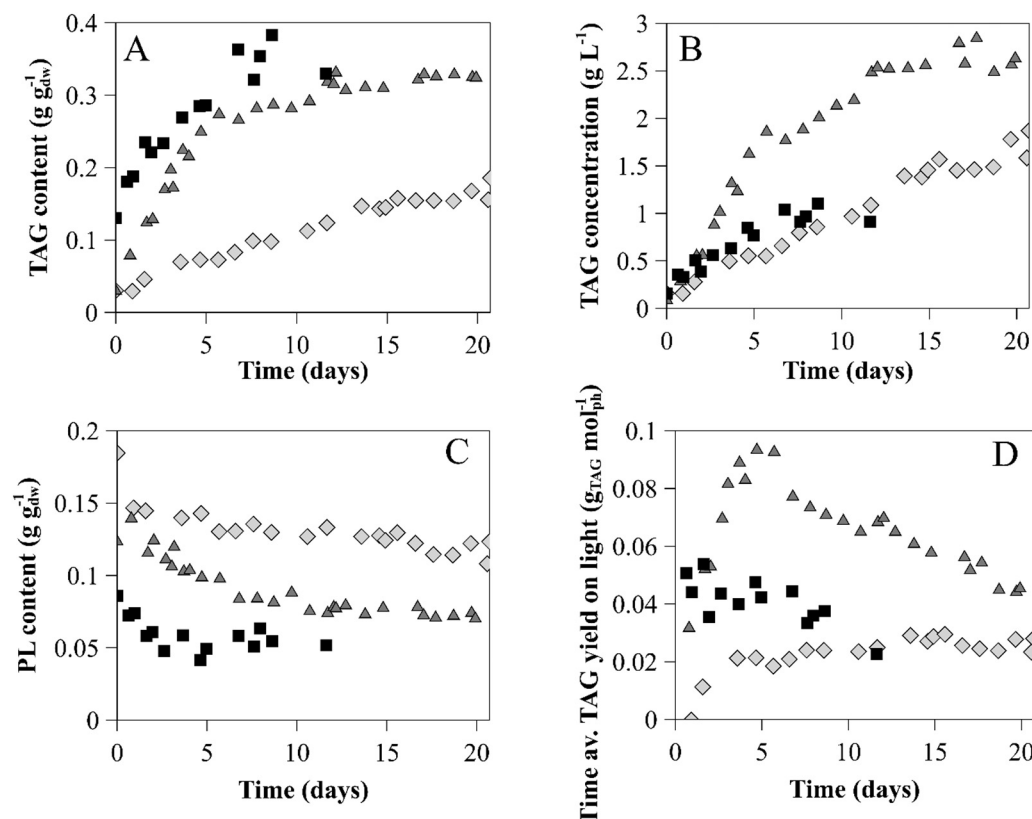 A
TAG content (g g-1dw)
0.4
0.3
0.2
0.1
0
0 5 10 15 20
Time (days)
B
TAG concentration (g L-1)
3
2.5
2
1.5
1
0.5
0
0 5 10 15 20
Time (days)
C
PL content (g g-1dw)
0.2
0.15
0.1
0.05
0
0 5 10 15 20
Time (days)
D
Time av. TAG yield on light (gTAG mol-1ph)
0.1
0.08
0.06
0.04
0.02
0
0 5 10 15 20
Time (days)